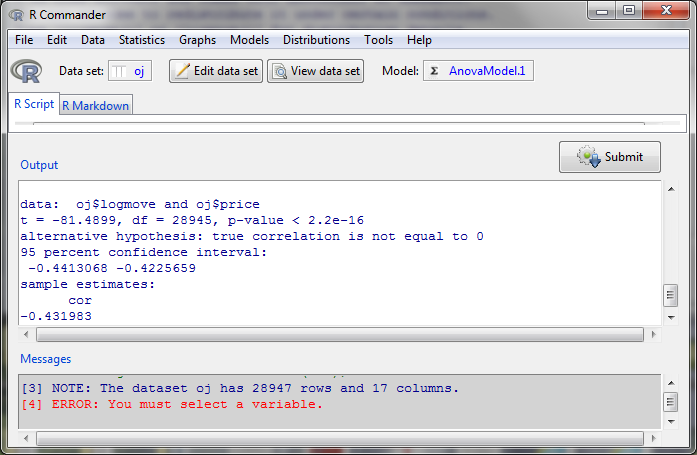 R Commander
File Edit Data Statistics Graphs Models Distributions Tools Help
R Data set: oj Edit data set View data set Model: Σ AnovaModel.1
R Script R Markdown
Submit
Output
data:  oj$logmove and oj$price
t = -81.4899, df = 28945, p-value < 2.2e-16
alternative hypothesis: true correlation is not equal to 0
95 percent confidence interval:
 -0.4413068 -0.4225659
sample estimates:
      cor
-0.431983
Messages
[3] NOTE: The dataset oj has 28947 rows and 17 columns.
[4] ERROR: You must select a variable.